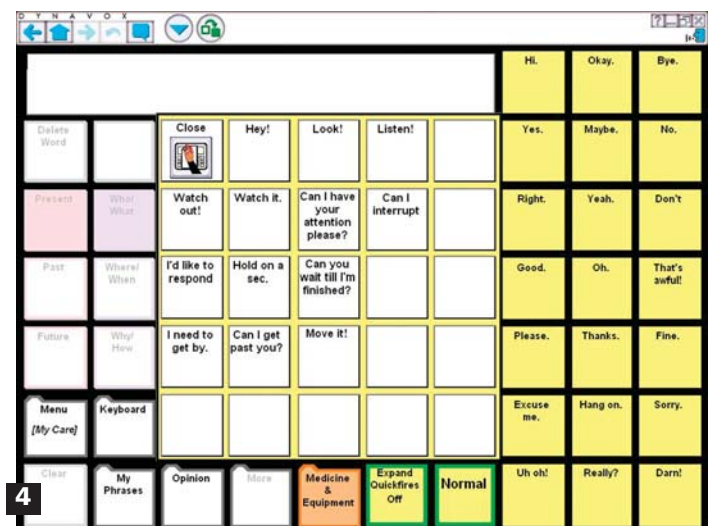 DYNAVOX
Hi.
Okay.
Bye.
Delete
Word
Close
Hey!
Look!
Listen!
Yes.
Maybe.
No.
Present
Who/
What
Watch
out!
Watch it.
Can I have
your
attention
please?
Can I
interrupt
Right.
Yeah.
Don't
Past
Where/
When
I'd like to
respond
Hold on a
sec.
Can you
wait till I'm
finished?
Good.
Oh.
That's
awful!
Future
Why/
How
I need to
get by.
Can I get
past you?
Move it!
Please.
Thanks.
Fine.
Menu
[My Care]
Keyboard
Excuse
me.
Hang on.
Sorry.
Clear
My
Phrases
Opinion
More
Medicine
&
Equipment
Expand
Quickfires
Off
Normal
Uh oh!
Really?
Darn!
4